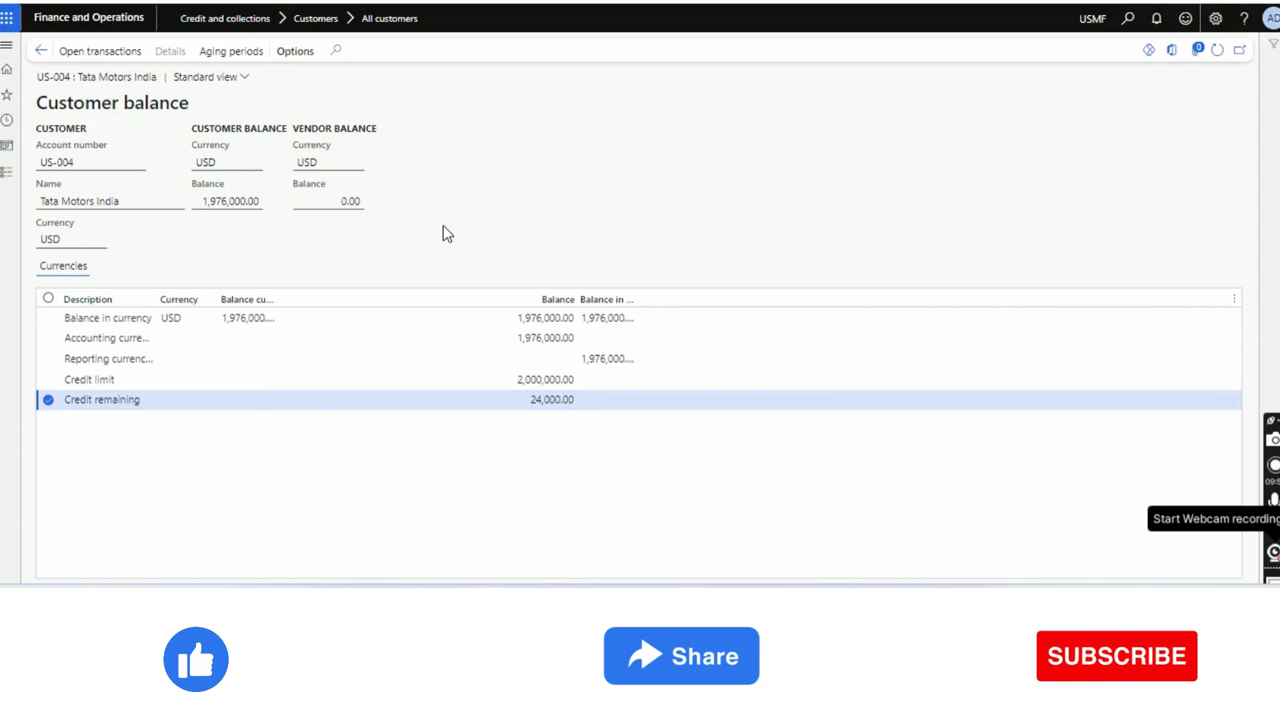 Finance and Operations Credit and collections Customers All customers USMF ? AD
Open transactions Details Aging periods Options 0
US-004 : Tata Motors India | Standard view
Customer balance
CUSTOMER CUSTOMER BALANCE VENDOR BALANCE
Account number Currency Currency
US-004 USD USD
Name Balance Balance
Tata Motors India 1,976,000.00 0.00
Currency
USD
Currencies
Description Currency Balance cu... Balance Balance in ...
Balance in currency USD 1,976,000.... 1,976,000.00 1,976,000....
Accounting curre... 1,976,000.00
Reporting currenc... 1,976,000....
Credit limit 2,000,000.00
Credit remaining 24,000.00
Start Webcam recording
Share
SUBSCRIBE